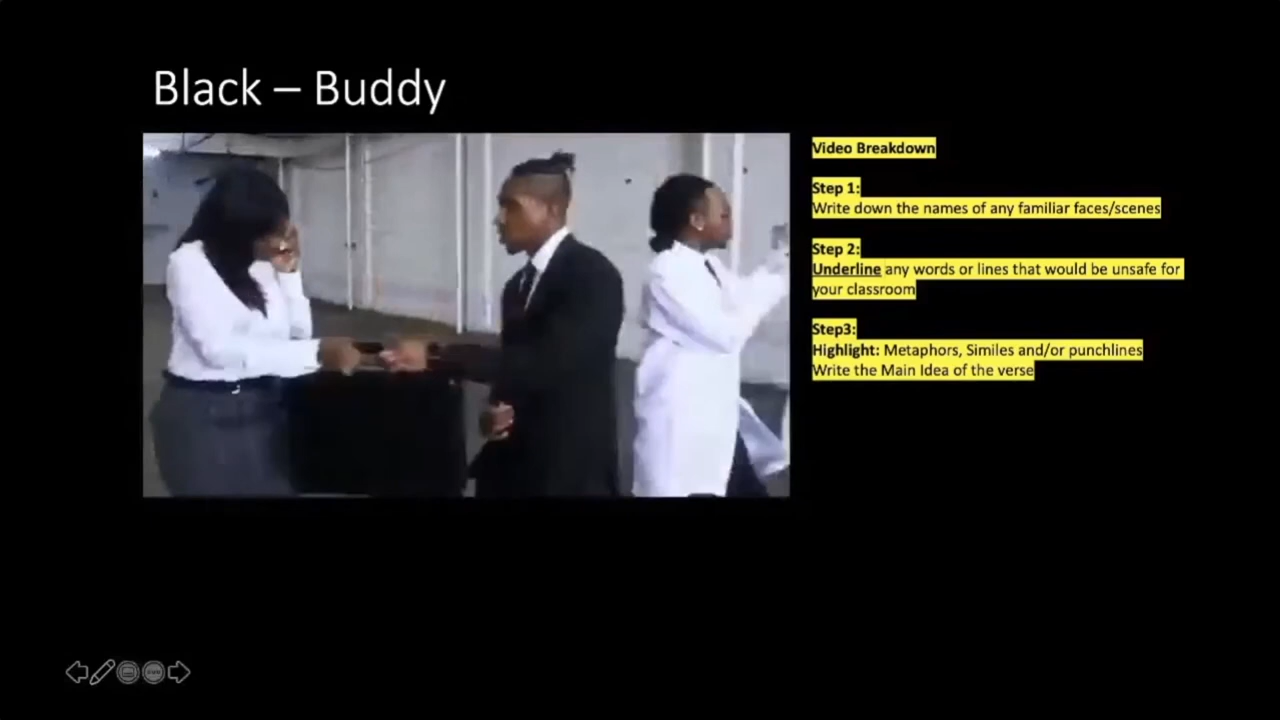 Black – Buddy
Video Breakdown
Step 1:
Write down the names of any familiar faces/scenes
Step 2:
Underline any words or lines that would be unsafe for
your classroom
Step3:
Highlight: Metaphors, Similes and/or punchlines
Write the Main Idea of the verse